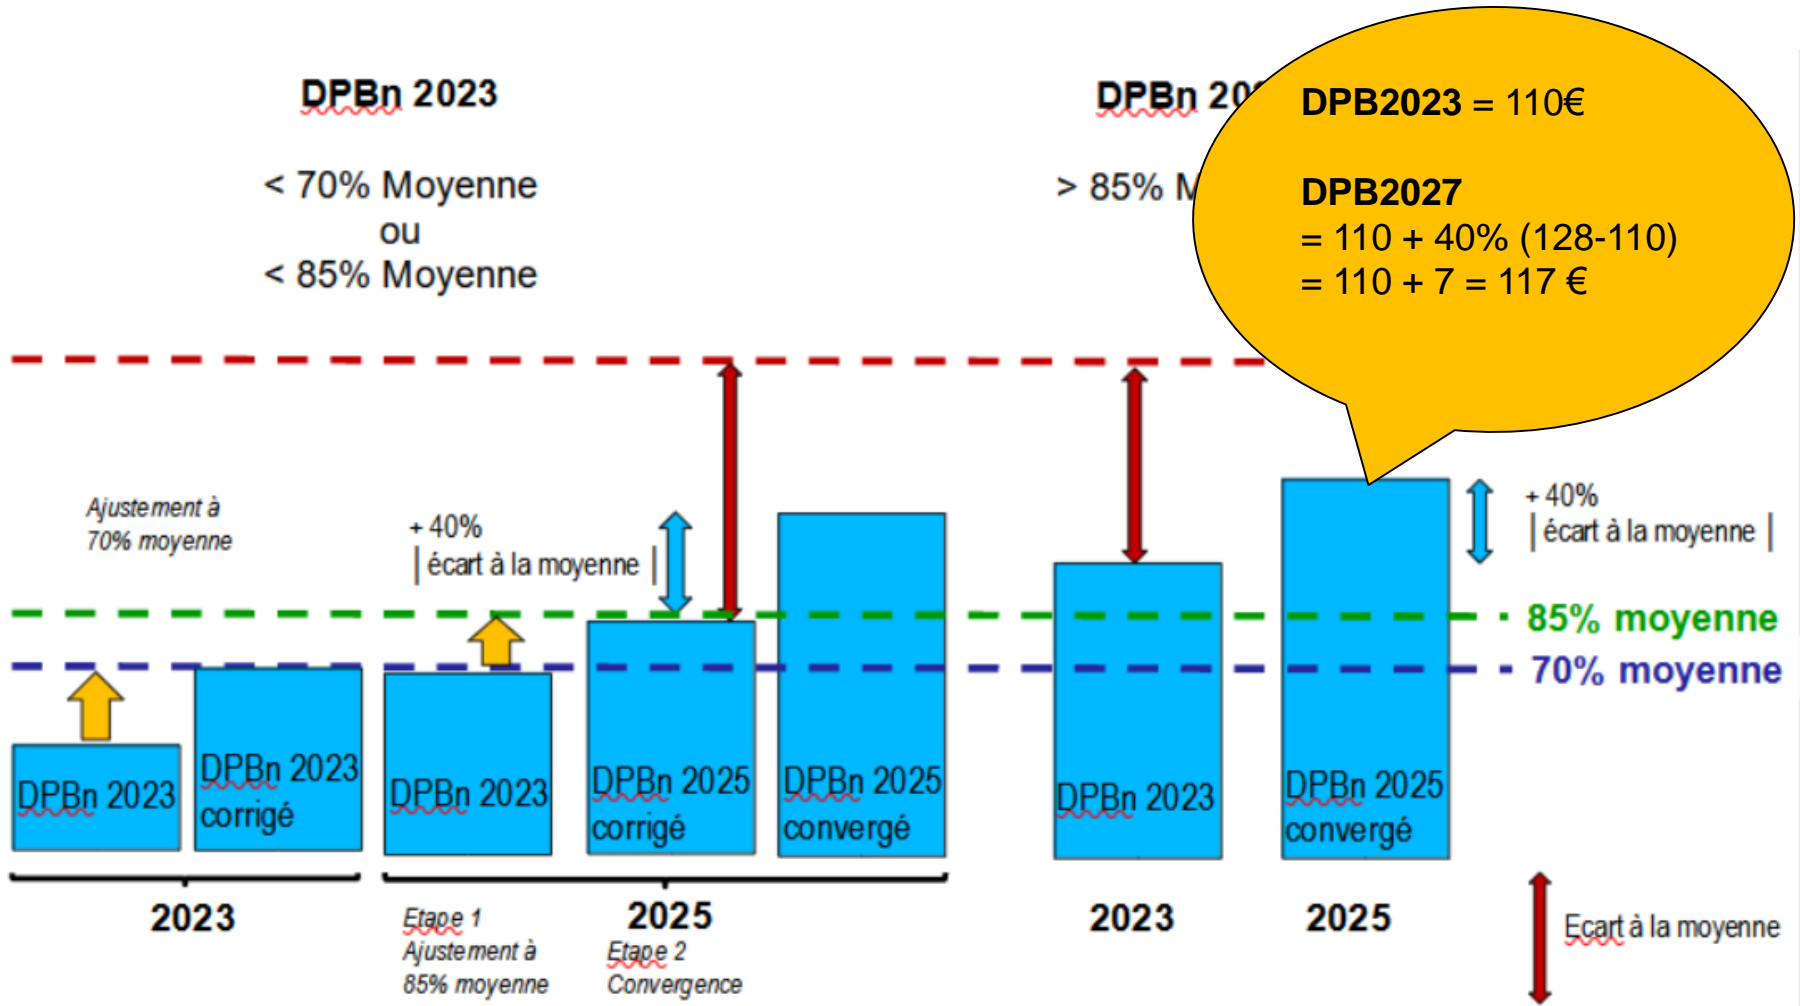 DPBn 2023
< 70% Moyenne
ou
< 85% Moyenne
DPBn 20
> 85% M
DPB2023 = 110€
DPB2027
= 110 + 40% (128-110)
= 110 + 7 = 117 €
Ajustement à
70% moyenne
+ 40%
| écart à la moyenne |
+ 40%
| écart à la moyenne |
85% moyenne
70% moyenne
DPBn 2023
DPBn 2023
corrigé
DPBn 2023
DPBn 2025
corrigé
DPBn 2025
convergé
DPBn 2023
DPBn 2025
convergé
2023
2025
2023
2025
Etape 1
Ajustement à
85% moyenne
Etape 2
Convergence
Ecart à la moyenne